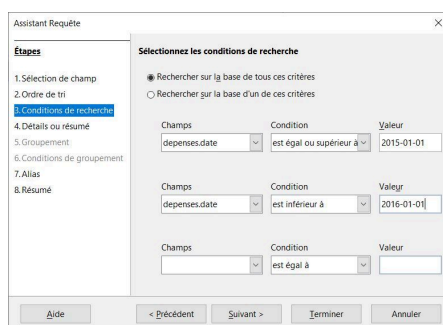 Assistant Requête
Étapes
1.Sélection de champ
2.Ordre de tri
3.Conditions de recherche
4.Détails ou résumé
5.Groupement
6.Conditions de groupement
7.Alias
8.Résumé
Sélectionnez les conditions de recherche
Rechercher sur la base de tous ces critères
Rechercher sur la base d'un de ces critères
Champs Condition Valeur
depenses.date est égal ou supérieur à 2015-01-01
Champs Condition Valeur
depenses.date est inférieur à 2016-01-01
Champs Condition Valeur
est égal à
Aide < Précédent Suivant > Terminer Annuler